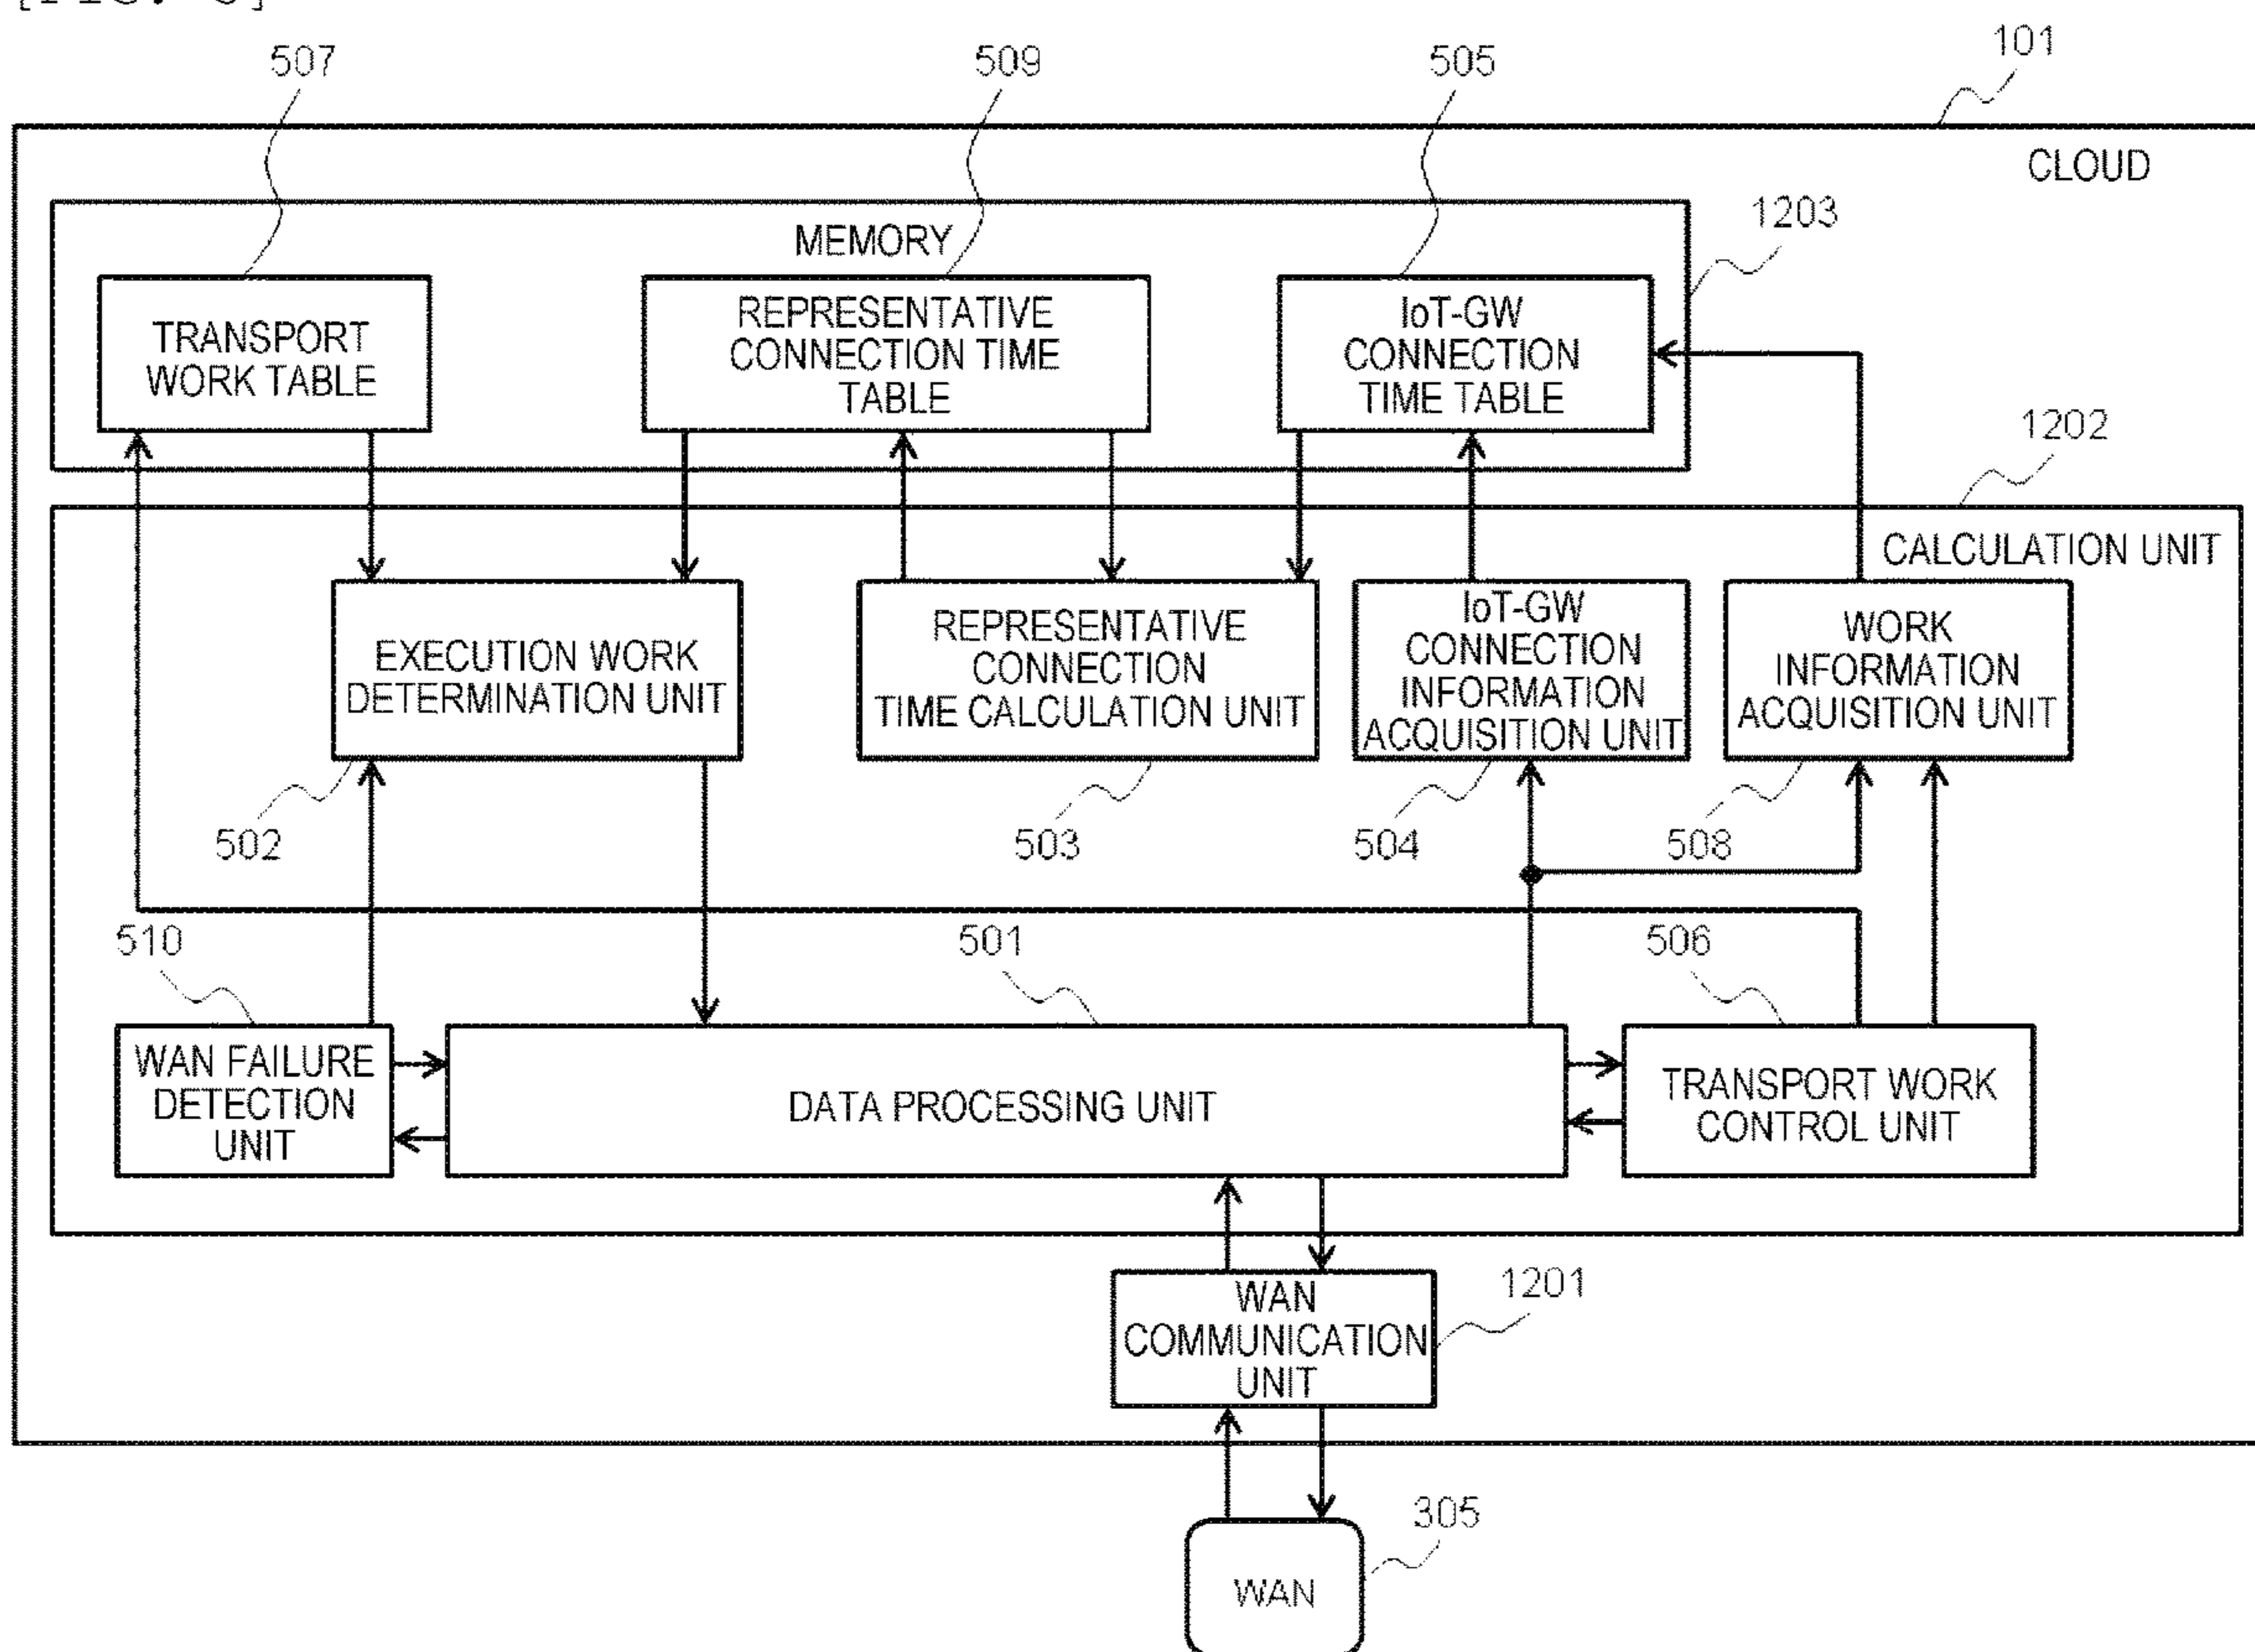 507
509
505
101
CLOUD
1203
MEMORY
TRANSPORT
WORK TABLE
REPRESENTATIVE
CONNECTION TIME
TABLE
IoT-GW
CONNECTION
TIME TABLE
1202
CALCULATION UNIT
EXECUTION WORK
DETERMINATION UNIT
REPRESENTATIVE
CONNECTION
TIME CALCULATION UNIT
IoT-GW
CONNECTION
INFORMATION
ACQUISITION UNIT
WORK
INFORMATION
ACQUISITION UNIT
502
503
504
508
510
501
506
WAN FAILURE
DETECTION
UNIT
DATA PROCESSING UNIT
TRANSPORT WORK
CONTROL UNIT
WAN
COMMUNICATION
UNIT
1201
305
WAN